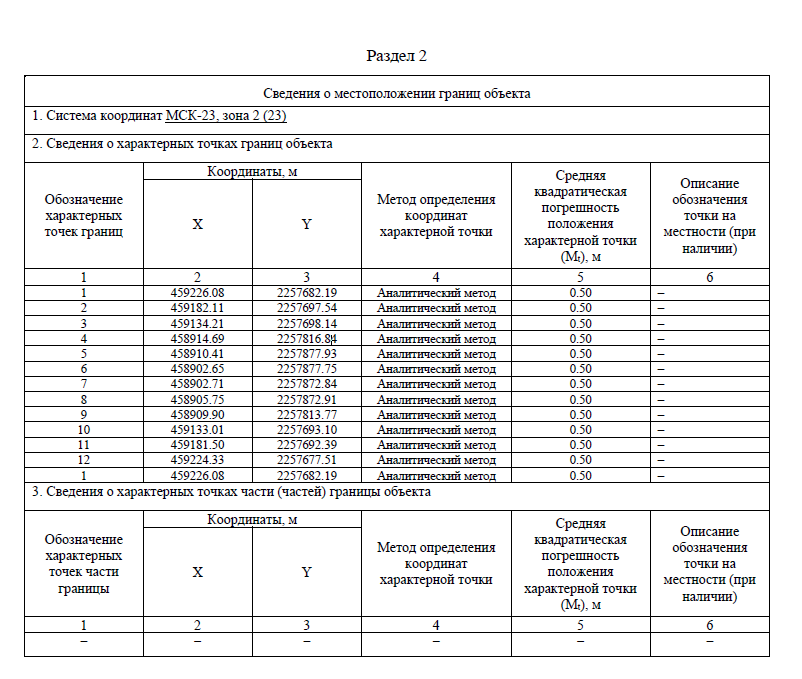 Раздел 2
Сведения о местоположении границ объекта
1. Система координат МСК-23, зона 2 (23)
2. Сведения о характерных точках границ объекта
Обозначение характерных точек границ | Координаты, м | Метод определения координат характерной точки | Средняя квадратическая погрешность положения характерной точки (Mt), м | Описание обозначения точки на местности (при наличии)
X | Y
1 | 2 | 3 | 4 | 5 | 6
1 | 459226.08 | 2257682.19 | Аналитический метод | 0.50 | –
2 | 459182.11 | 2257697.54 | Аналитический метод | 0.50 | –
3 | 459134.21 | 2257698.14 | Аналитический метод | 0.50 | –
4 | 458914.69 | 2257816.84 | Аналитический метод | 0.50 | –
5 | 458910.41 | 2257877.93 | Аналитический метод | 0.50 | –
6 | 458902.65 | 2257877.75 | Аналитический метод | 0.50 | –
7 | 458902.71 | 2257872.84 | Аналитический метод | 0.50 | –
8 | 458905.75 | 2257872.91 | Аналитический метод | 0.50 | –
9 | 458909.90 | 2257813.77 | Аналитический метод | 0.50 | –
10 | 459133.01 | 2257693.10 | Аналитический метод | 0.50 | –
11 | 459181.50 | 2257692.39 | Аналитический метод | 0.50 | –
12 | 459224.33 | 2257677.51 | Аналитический метод | 0.50 | –
1 | 459226.08 | 2257682.19 | Аналитический метод | 0.50 | –
3. Сведения о характерных точках части (частей) границы объекта
Обозначение характерных точек части границы | Координаты, м | Метод определения координат характерной точки | Средняя квадратическая погрешность положения характерной точки (Mt), м | Описание обозначения точки на местности (при наличии)
X | Y
1 | 2 | 3 | 4 | 5 | 6
– | – | – | – | – | –